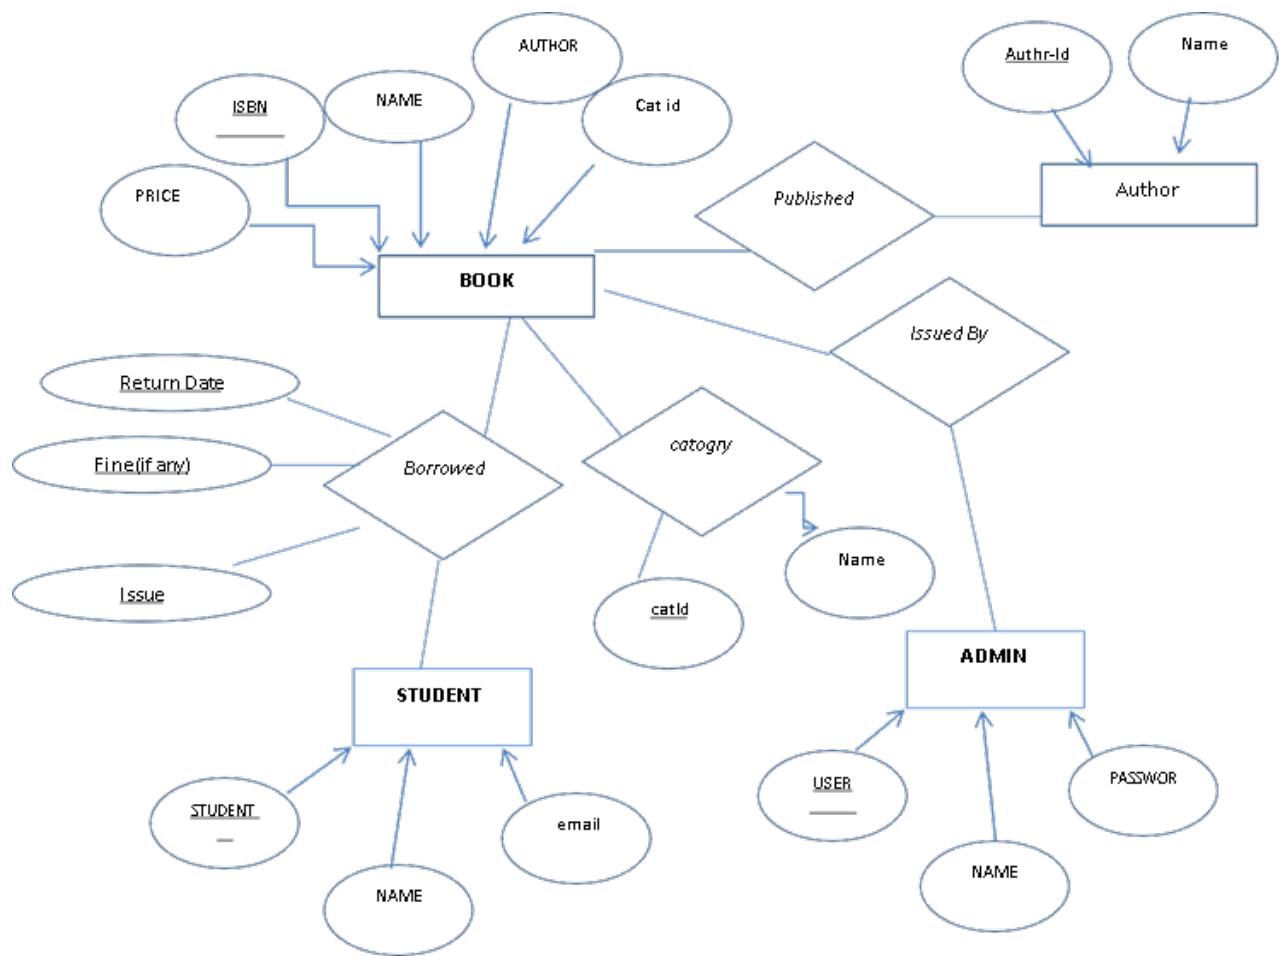 AUTHOR
Authr-Id
Name
ISBN
NAME
Cat id
PRICE
Published
Author
BOOK
Issued By
Return Date
Borrowed
catogry
Fine(if any)
Name
Issue
catId
ADMIN
STUDENT
USER
PASSWOR
STUDENT
email
NAME
NAME